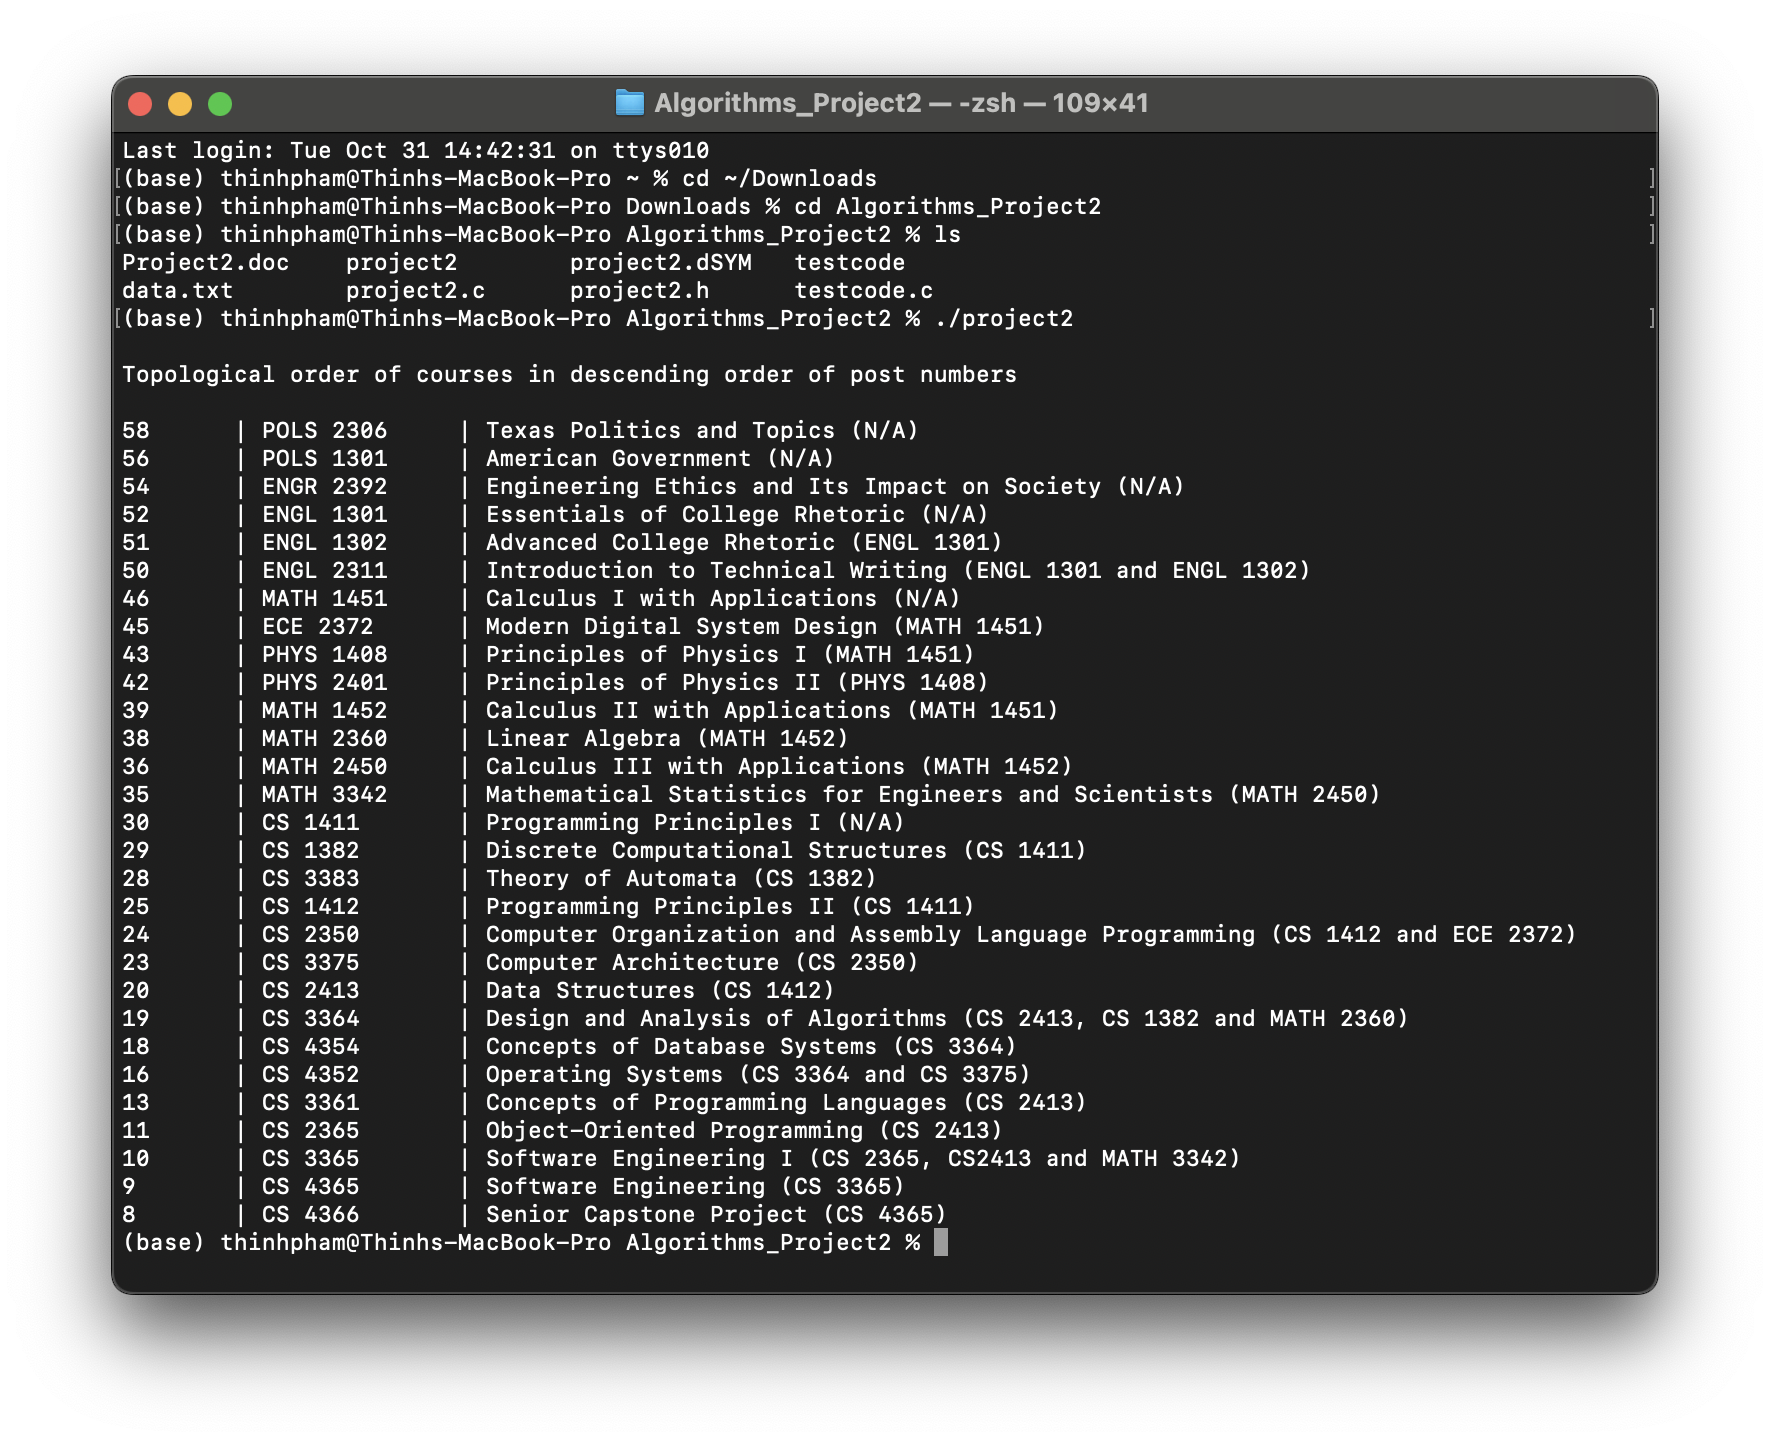 Algorithms_Project2 — -zsh — 109×41
Last login: Tue Oct 31 14:42:31 on ttys010
[(base) thinhpham@Thinhs-MacBook-Pro ~ % cd ~/Downloads ]
[(base) thinhpham@Thinhs-MacBook-Pro Downloads % cd Algorithms_Project2 ]
[(base) thinhpham@Thinhs-MacBook-Pro Algorithms_Project2 % ls ]
Project2.doc    project2        project2.dSYM   testcode
data.txt        project2.c      project2.h      testcode.c
[(base) thinhpham@Thinhs-MacBook-Pro Algorithms_Project2 % ./project2 ]
Topological order of courses in descending order of post numbers
58      | POLS 2306     | Texas Politics and Topics (N/A)
56      | POLS 1301     | American Government (N/A)
54      | ENGR 2392     | Engineering Ethics and Its Impact on Society (N/A)
52      | ENGL 1301     | Essentials of College Rhetoric (N/A)
51      | ENGL 1302     | Advanced College Rhetoric (ENGL 1301)
50      | ENGL 2311     | Introduction to Technical Writing (ENGL 1301 and ENGL 1302)
46      | MATH 1451     | Calculus I with Applications (N/A)
45      | ECE 2372      | Modern Digital System Design (MATH 1451)
43      | PHYS 1408     | Principles of Physics I (MATH 1451)
42      | PHYS 2401     | Principles of Physics II (PHYS 1408)
39      | MATH 1452     | Calculus II with Applications (MATH 1451)
38      | MATH 2360     | Linear Algebra (MATH 1452)
36      | MATH 2450     | Calculus III with Applications (MATH 1452)
35      | MATH 3342     | Mathematical Statistics for Engineers and Scientists (MATH 2450)
30      | CS 1411       | Programming Principles I (N/A)
29      | CS 1382       | Discrete Computational Structures (CS 1411)
28      | CS 3383       | Theory of Automata (CS 1382)
25      | CS 1412       | Programming Principles II (CS 1411)
24      | CS 2350       | Computer Organization and Assembly Language Programming (CS 1412 and ECE 2372)
23      | CS 3375       | Computer Architecture (CS 2350)
20      | CS 2413       | Data Structures (CS 1412)
19      | CS 3364       | Design and Analysis of Algorithms (CS 2413, CS 1382 and MATH 2360)
18      | CS 4354       | Concepts of Database Systems (CS 3364)
16      | CS 4352       | Operating Systems (CS 3364 and CS 3375)
13      | CS 3361       | Concepts of Programming Languages (CS 2413)
11      | CS 2365       | Object-Oriented Programming (CS 2413)
10      | CS 3365       | Software Engineering I (CS 2365, CS2413 and MATH 3342)
9       | CS 4365       | Software Engineering (CS 3365)
8       | CS 4366       | Senior Capstone Project (CS 4365)
(base) thinhpham@Thinhs-MacBook-Pro Algorithms_Project2 %